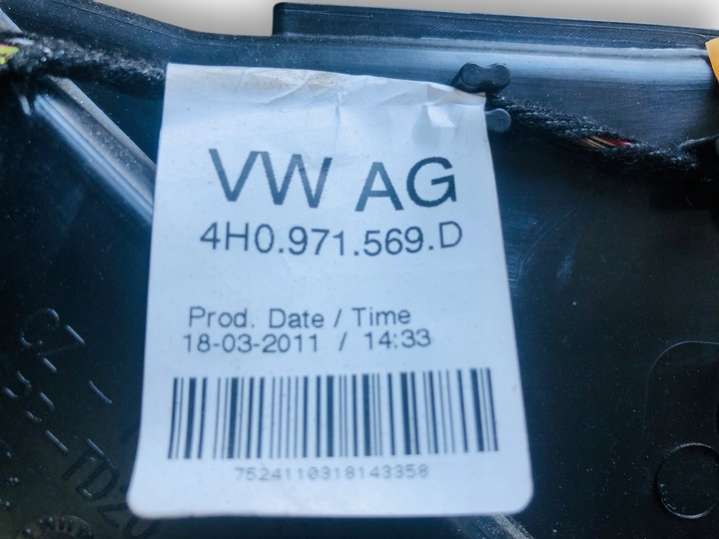 VW AG
4H0.971.569.D
Prod. Date / Time
18-03-2011 / 14:33
7524110318143358